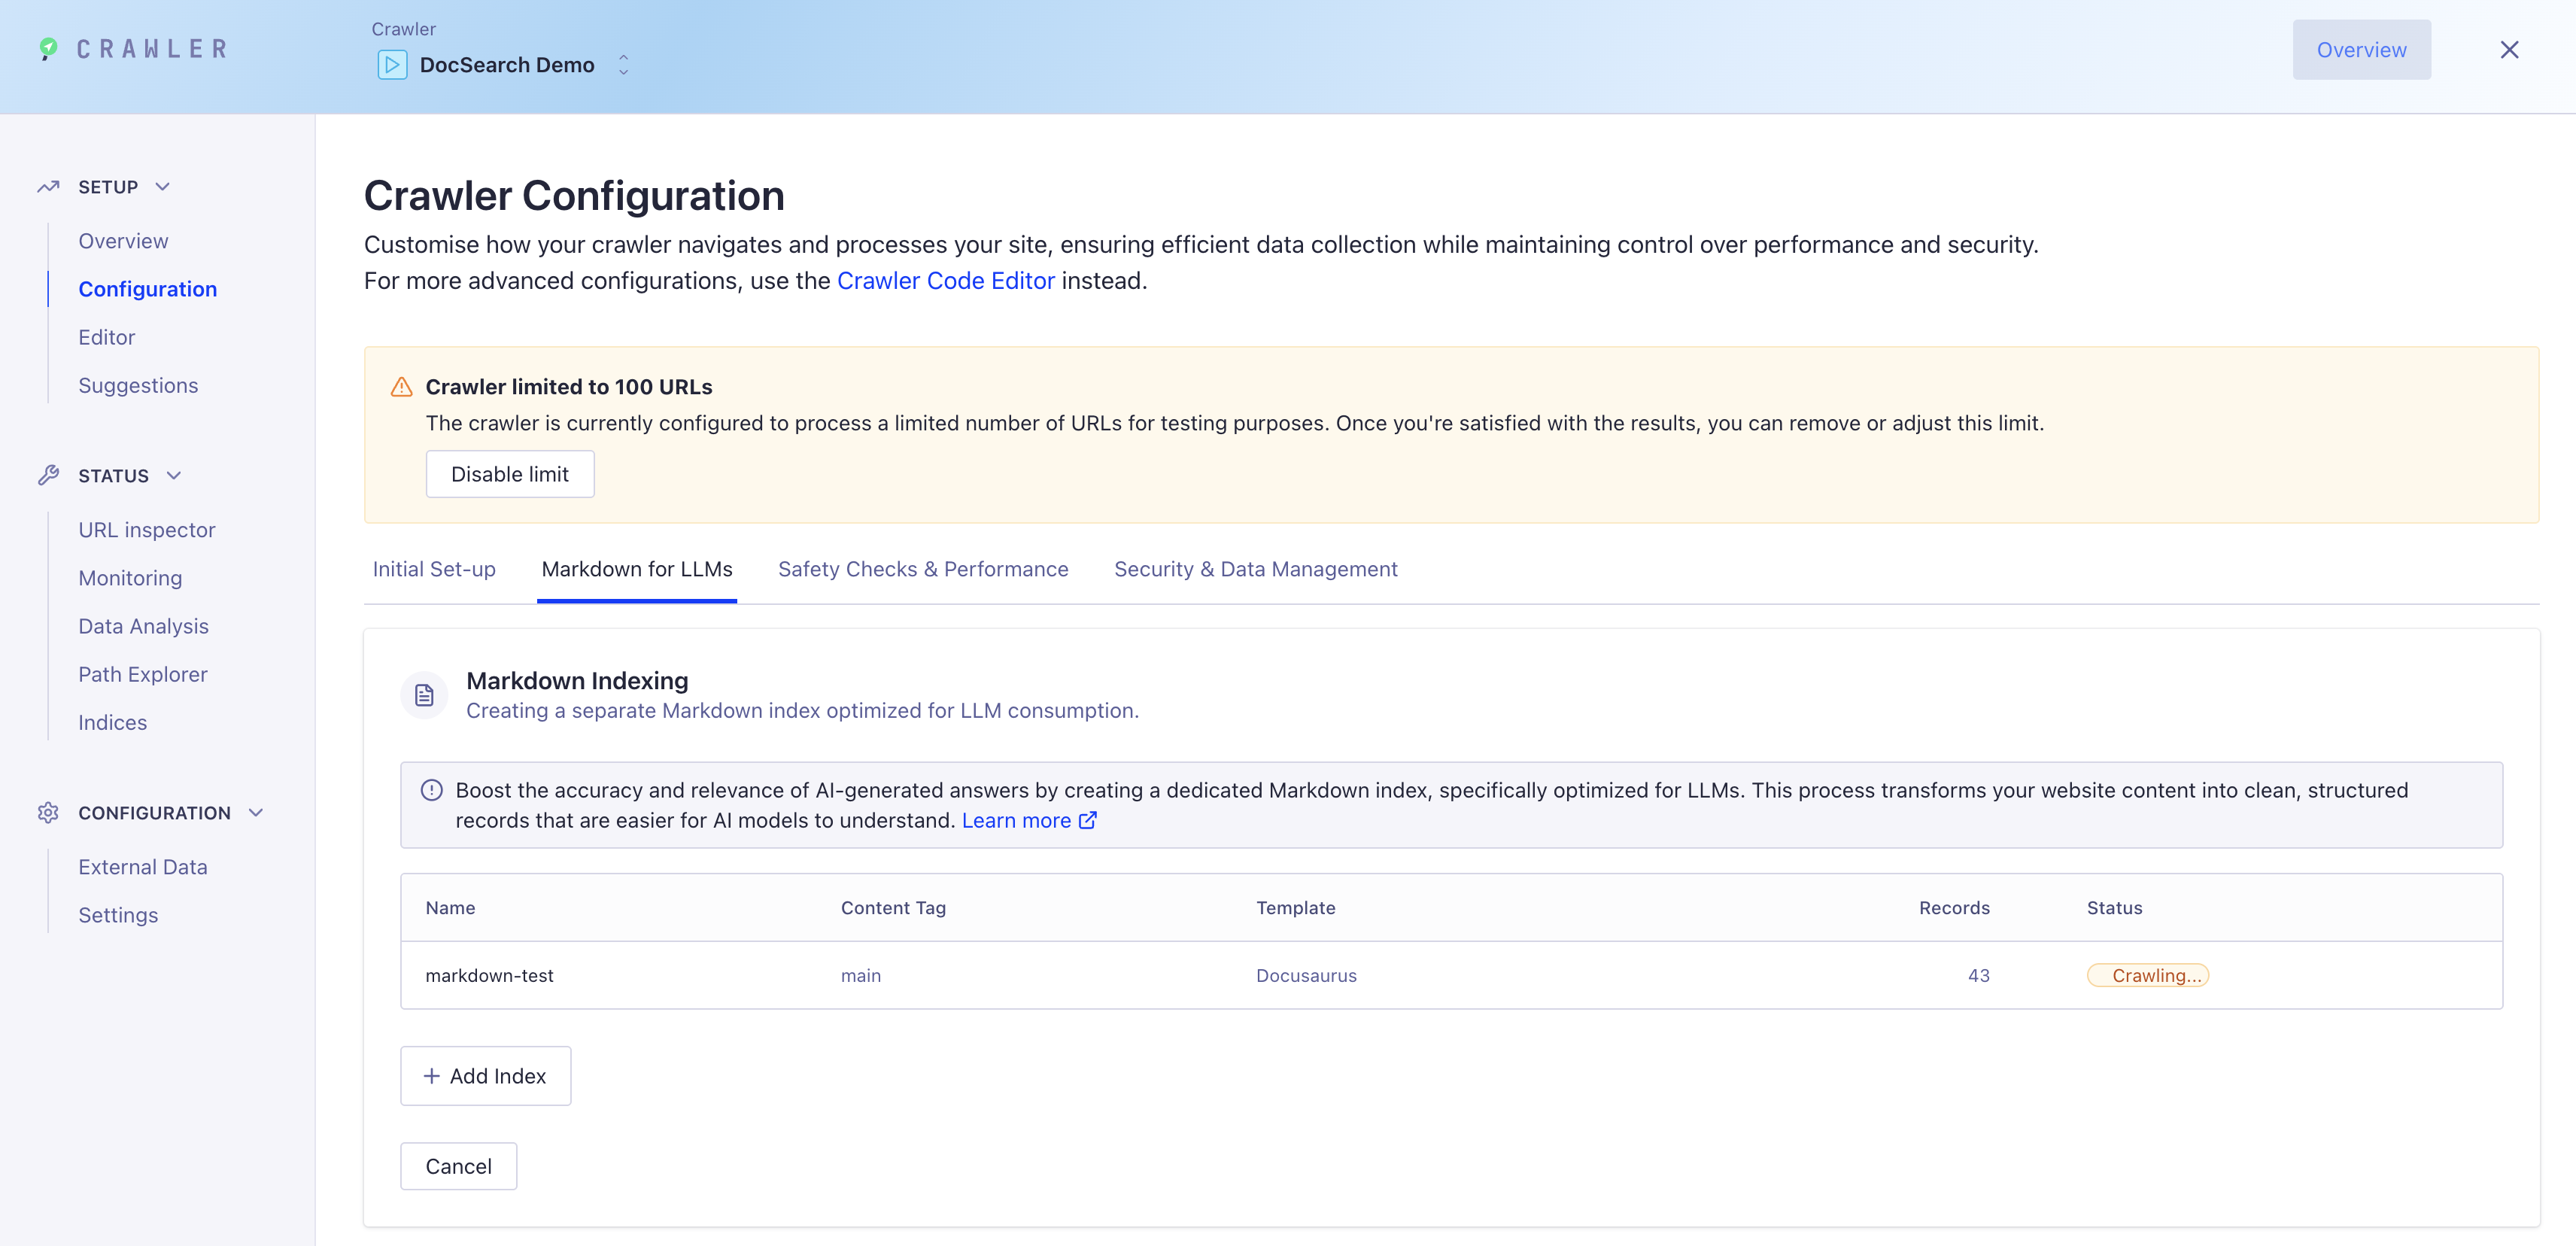 CRAWLER
Crawler
DocSearch Demo
Overview
SETUP
Overview
Configuration
Editor
Suggestions
STATUS
URL inspector
Monitoring
Data Analysis
Path Explorer
Indices
CONFIGURATION
External Data
Settings
Crawler Configuration
Customise how your crawler navigates and processes your site, ensuring efficient data collection while maintaining control over performance and security.
For more advanced configurations, use the Crawler Code Editor instead.
Crawler limited to 100 URLs
The crawler is currently configured to process a limited number of URLs for testing purposes. Once you're satisfied with the results, you can remove or adjust this limit.
Disable limit
Initial Set-up Markdown for LLMs Safety Checks & Performance Security & Data Management
Markdown Indexing
Creating a separate Markdown index optimized for LLM consumption.
Boost the accuracy and relevance of AI-generated answers by creating a dedicated Markdown index, specifically optimized for LLMs. This process transforms your website content into clean, structured
records that are easier for AI models to understand. Learn more
Name Content Tag Template Records Status
markdown-test main Docusaurus 43 Crawling...
+ Add Index
Cancel